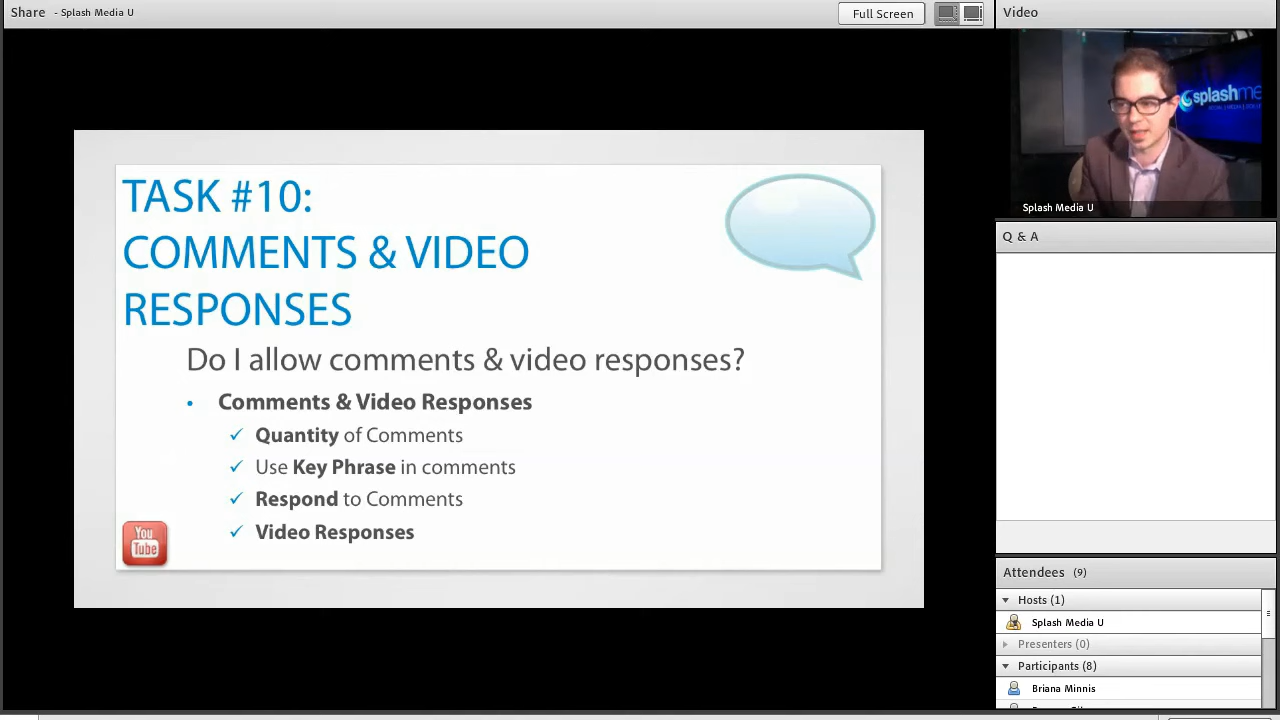 Share - Splash Media U
Full Screen
Video
TASK #10:
COMMENTS & VIDEO
RESPONSES
Do I allow comments & video responses?
• Comments & Video Responses
✓ Quantity of Comments
✓ Use Key Phrase in comments
✓ Respond to Comments
✓ Video Responses
You
Tube
splashme
Splash Media U
Q & A
Attendees (9)
Hosts (1)
Splash Media U
Presenters (0)
Participants (8)
Briana Minnis